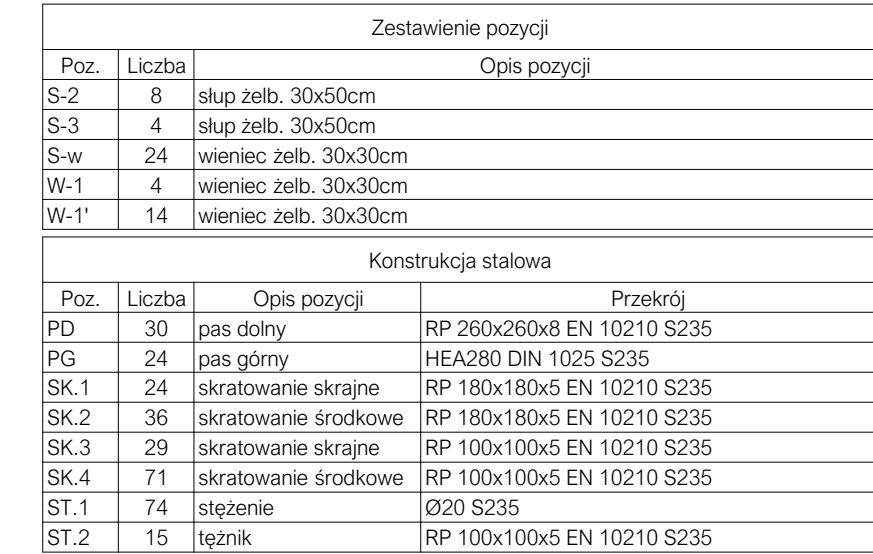 Zestawienie pozycji
Poz. Liczba Opis pozycji
S-2 8 słup żelb. 30x50cm
S-3 4 słup żelb. 30x50cm
S-w 24 wieniec żelb. 30x30cm
W-1 4 wieniec żelb. 30x30cm
W-1' 14 wieniec żelb. 30x30cm
Konstrukcja stalowa
Poz. Liczba Opis pozycji Przekrój
PD 30 pas dolny RP 260x260x8 EN 10210 S235
PG 24 pas górny HEA280 DIN 1025 S235
SK.1 24 skratowanie skrajne RP 180x180x5 EN 10210 S235
SK.2 36 skratowanie środkowe RP 180x180x5 EN 10210 S235
SK.3 29 skratowanie skrajne RP 100x100x5 EN 10210 S235
SK.4 71 skratowanie środkowe RP 100x100x5 EN 10210 S235
ST.1 74 stężenie Ø20 S235
ST.2 15 tężnik RP 100x100x5 EN 10210 S235